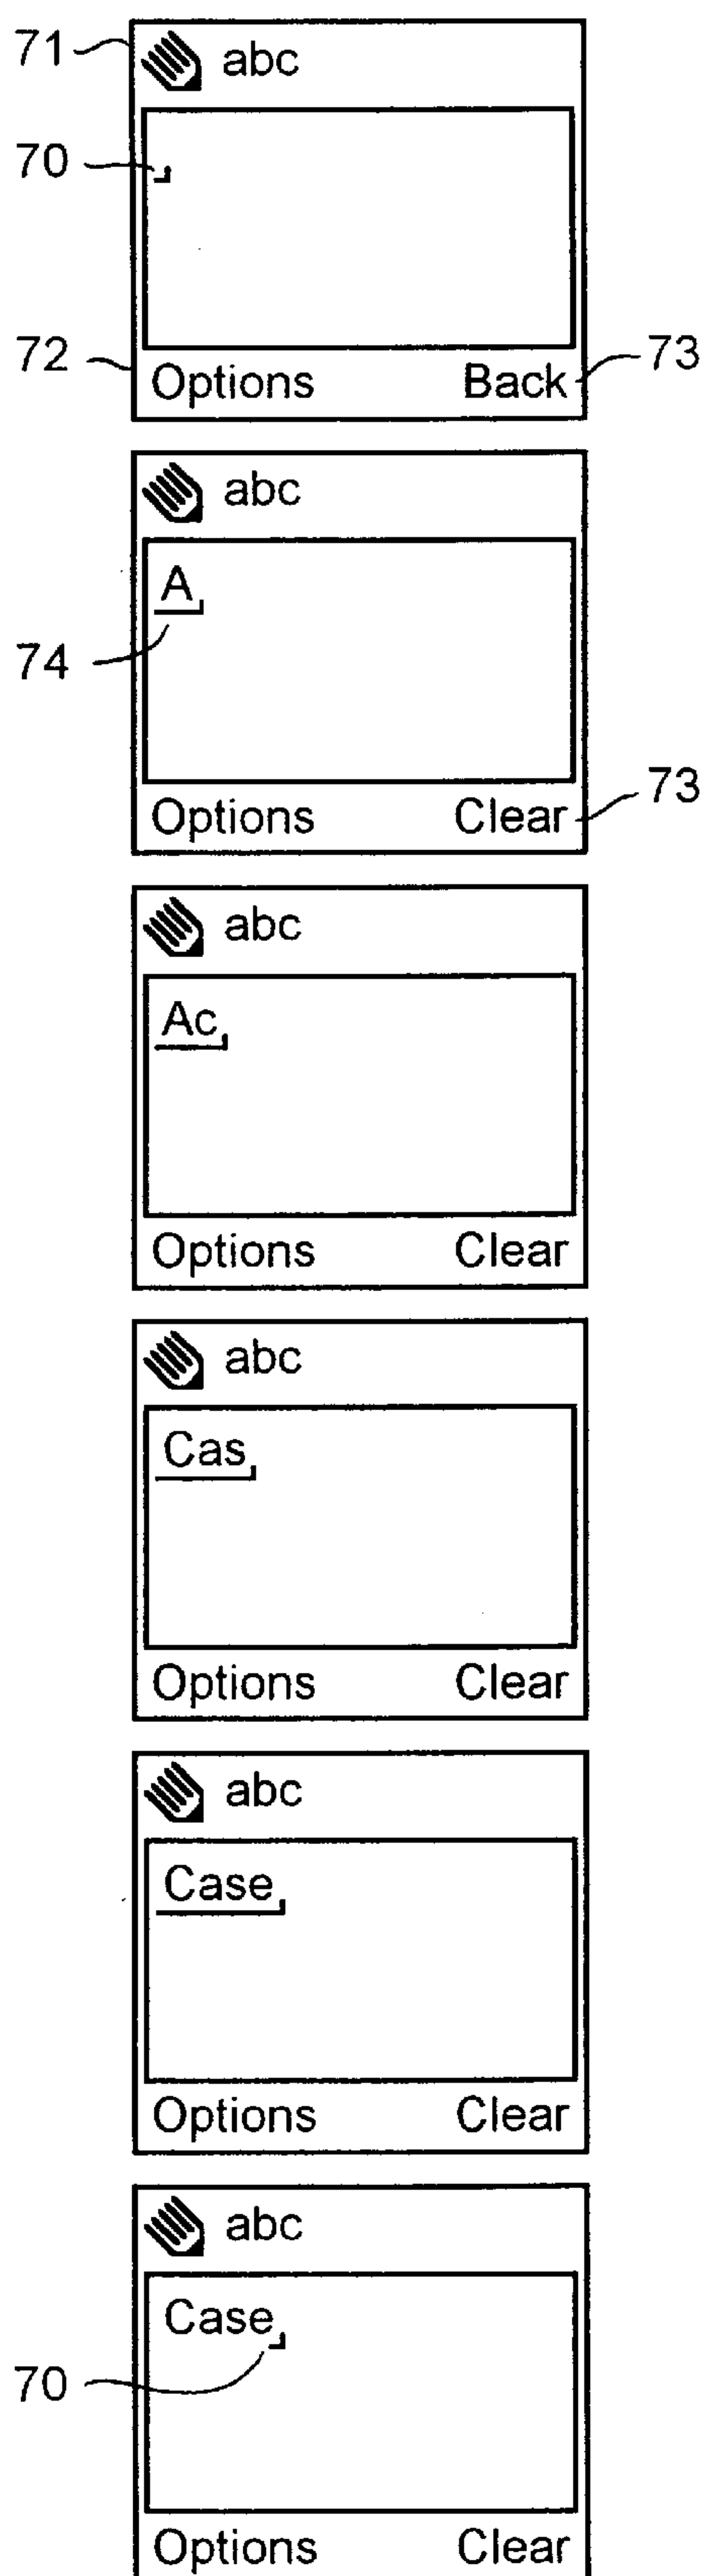 71 abc
70
72 Options Back 73
abc
A
74
Options Clear 73
abc
Ac
Options Clear
abc
Cas
Options Clear
abc
Case
Options Clear
abc
Case
70
Options Clear